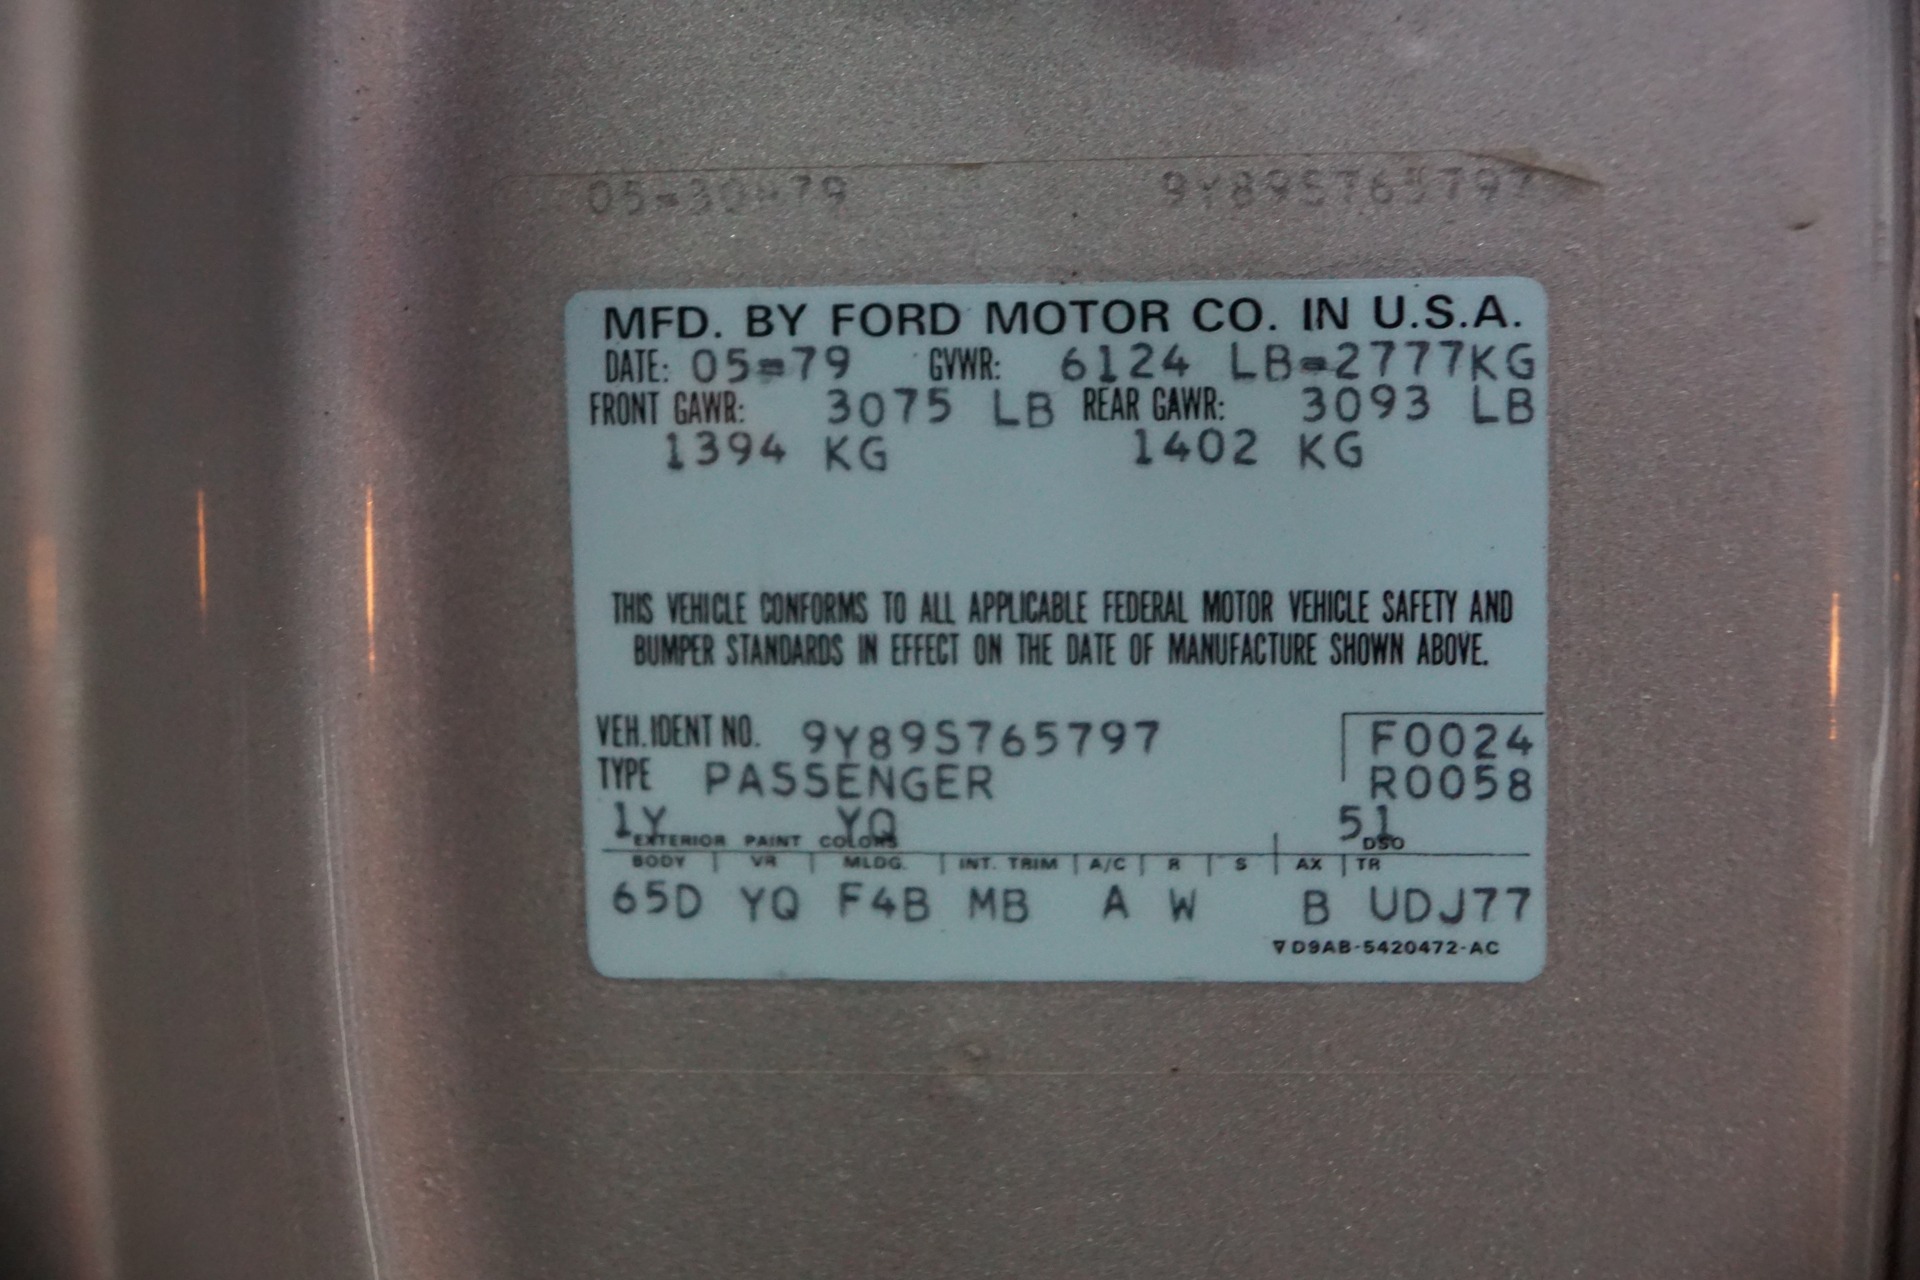 05-30-79 9Y89S765797
MFD. BY FORD MOTOR CO. IN U.S.A.
DATE: 05-79 GVWR: 6124 LB-2777KG
FRONT GAWR: 3075 LB REAR GAWR: 3093 LB
1394 KG 1402 KG
THIS VEHICLE CONFORMS TO ALL APPLICABLE FEDERAL MOTOR VEHICLE SAFETY AND
BUMPER STANDARDS IN EFFECT ON THE DATE OF MANUFACTURE SHOWN ABOVE.
VEH. IDENT NO. 9Y89S765797 F0024
TYPE PASSENGER R0058
1Y YQ 51
EXTERIOR PAINT COLORS DSO
BODY | VR | MLDG. | INT. TRIM | A/C | R | S | AX | TR
65D YQ F4B MB A W B UDJ77
▽ D9AB-5420472-AC